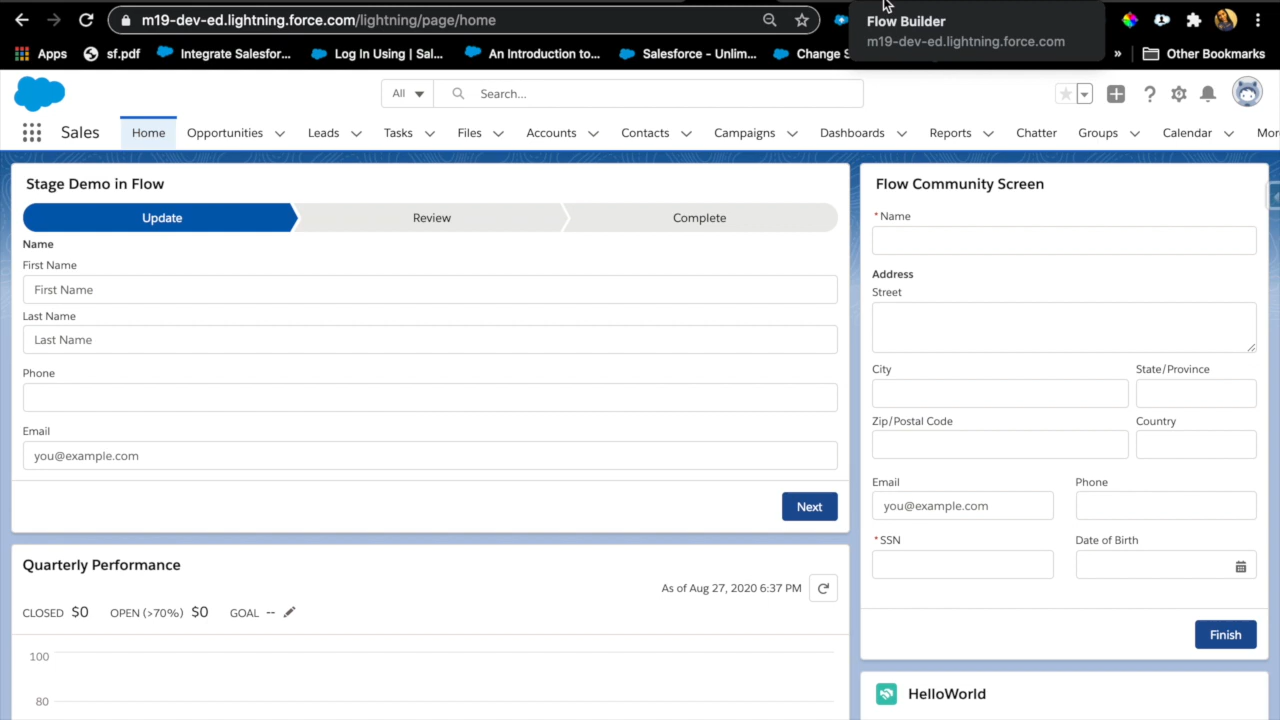 m19-dev-ed.lightning.force.com/lightning/page/home
Flow Builder
m19-dev-ed.lightning.force.com
Apps sf.pdf Integrate Salesfor... Log In Using | Sal... An Introduction to... Salesforce - Unlim... Change S » Other Bookmarks
All Search...
Sales Home Opportunities Leads Tasks Files Accounts Contacts Campaigns Dashboards Reports Chatter Groups Calendar Mor
Stage Demo in Flow
Update Review Complete
Name
First Name
First Name
Last Name
Last Name
Phone
Email
you@example.com
Next
Quarterly Performance
As of Aug 27, 2020 6:37 PM
CLOSED $0 OPEN (>70%) $0 GOAL --
100
80
Flow Community Screen
*Name
Address
Street
City State/Province
Zip/Postal Code Country
Email Phone
you@example.com
*SSN Date of Birth
Finish
HelloWorld